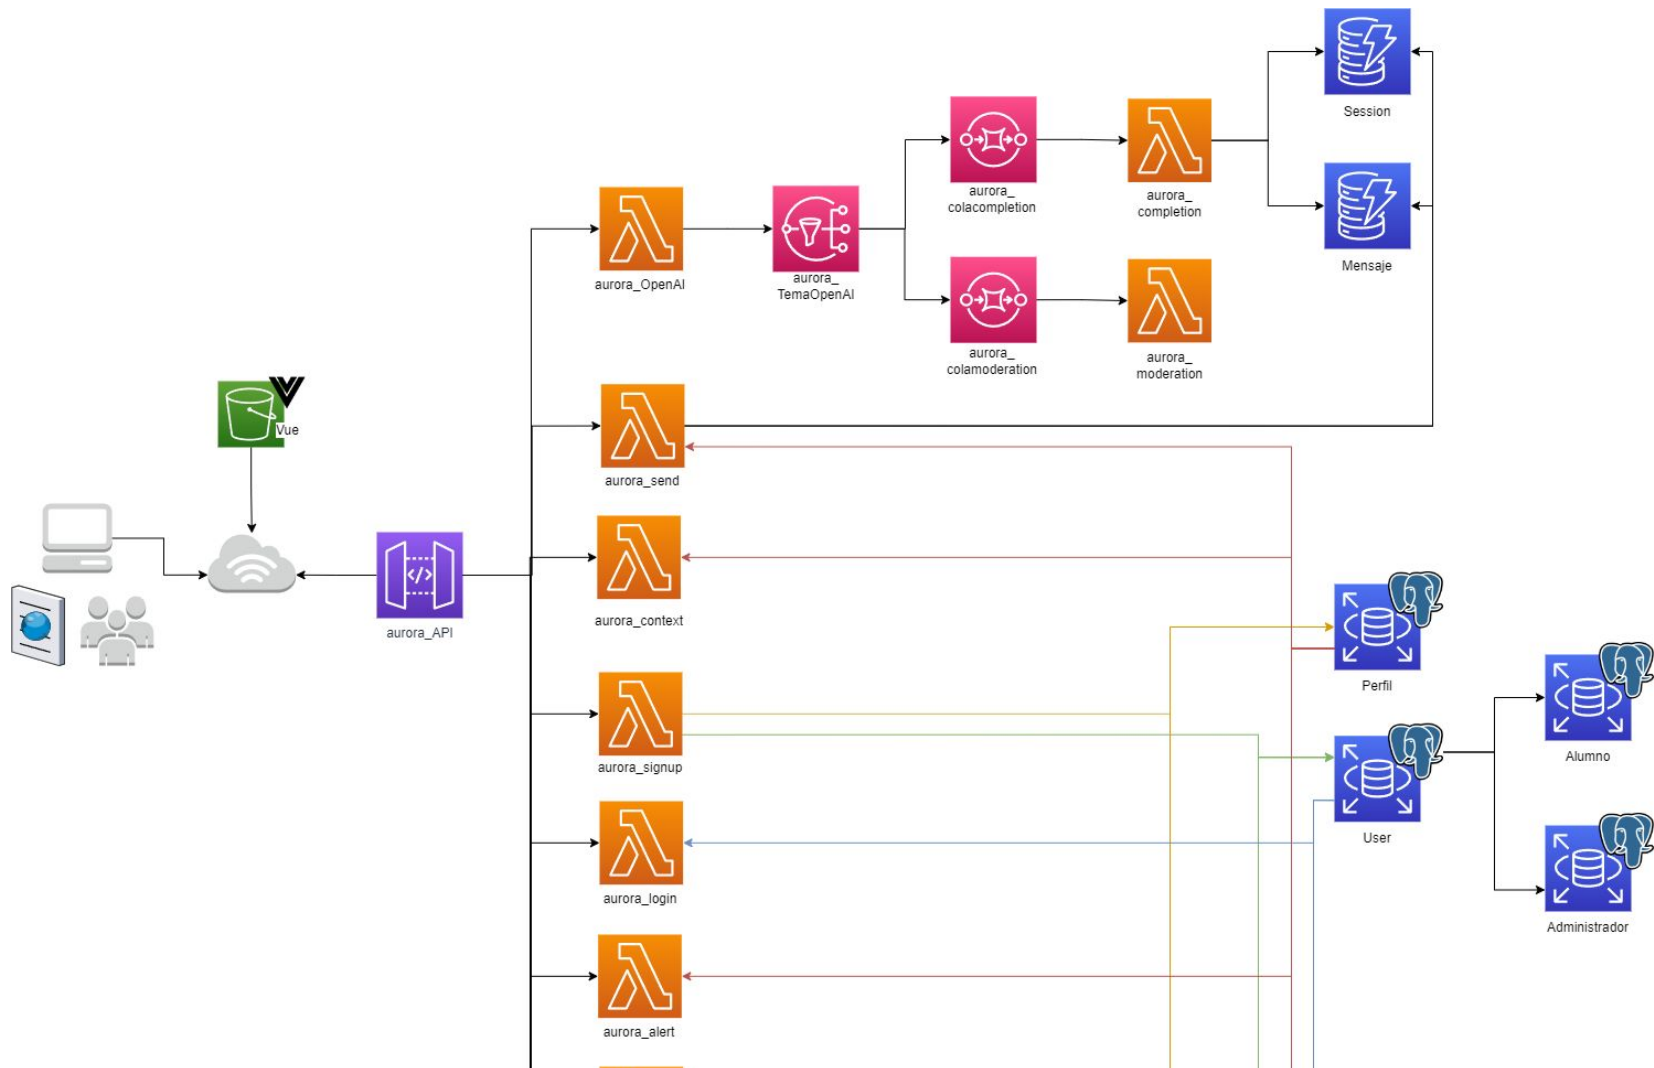 Session
aurora_
colacompletion
aurora_
completion
Mensaje
aurora_OpenAI
aurora_
TemaOpenAI
aurora_
colamoderation
aurora_
moderation
Vue
aurora_send
</>
aurora_API
aurora_context
Perfil
aurora_signup
Alumno
User
aurora_login
Administrador
aurora_alert